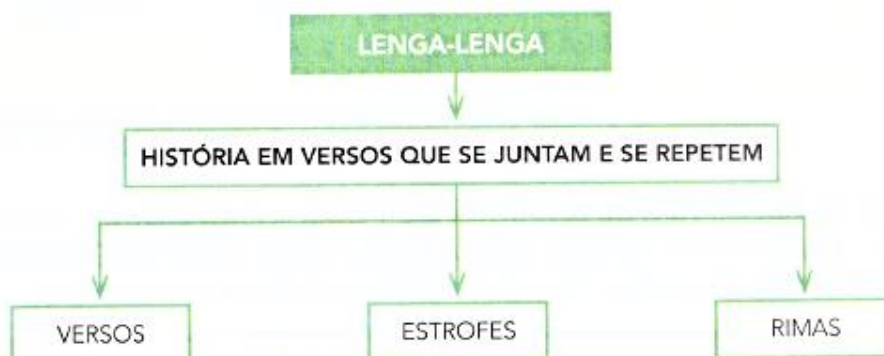 LENGA-LENGA
HISTÓRIA EM VERSOS QUE SE JUNTAM E SE REPETEM
VERSOS
ESTROFES
RIMAS